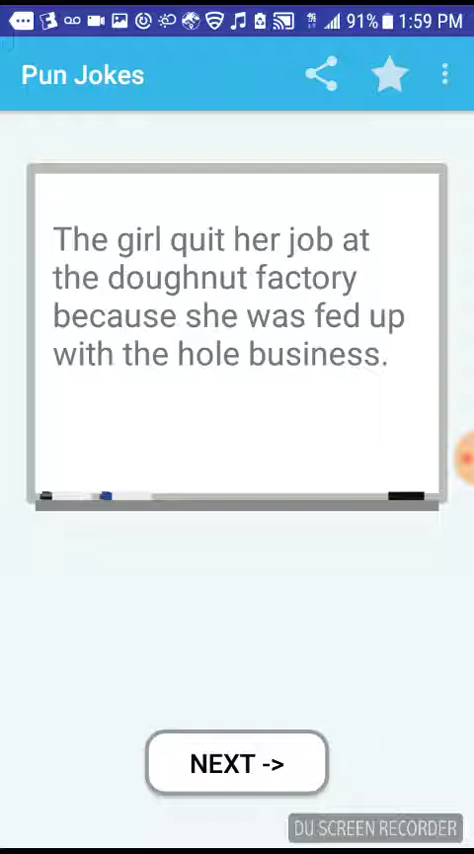 91% 1:59 PM
Pun Jokes
The girl quit her job at
the doughnut factory
because she was fed up
with the hole business.
NEXT ->
DU SCREEN RECORDER